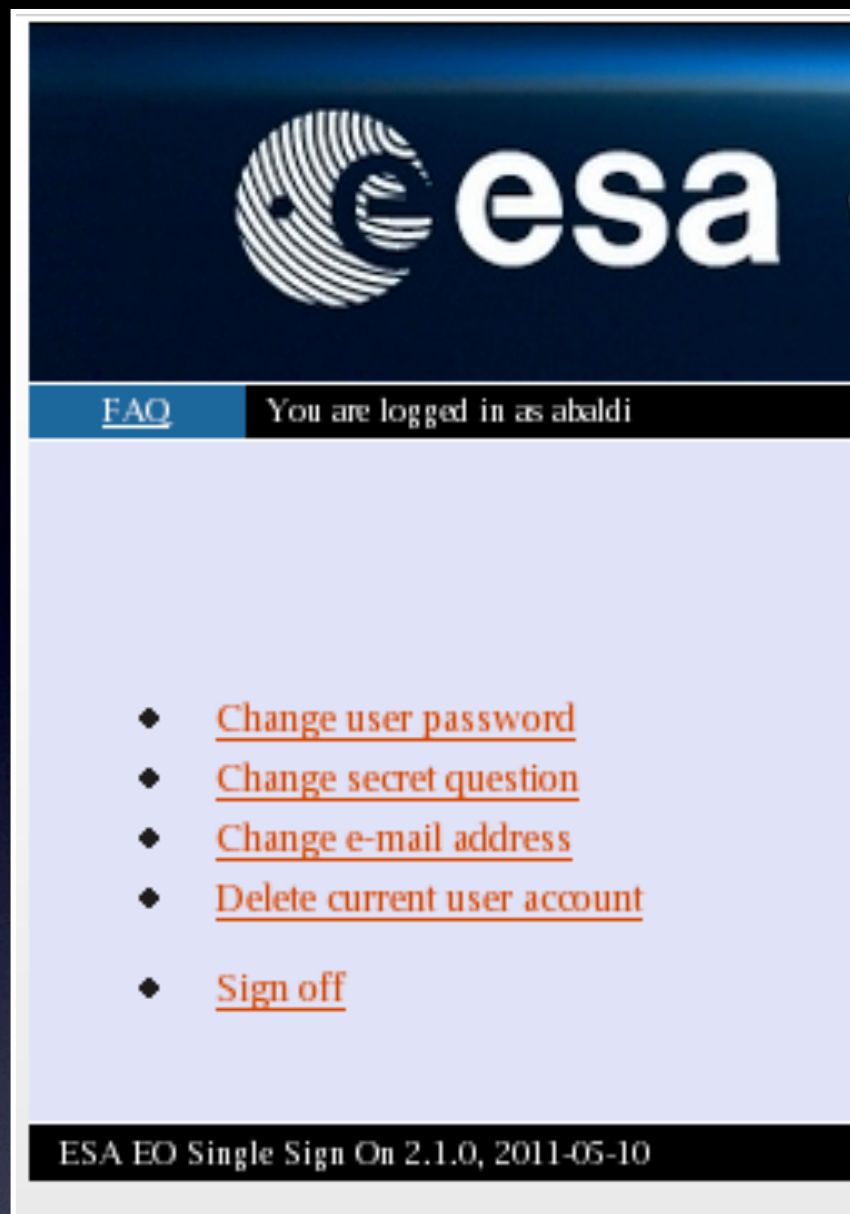 esa
FAQ
You are logged in as abaldi
Change user password
Change secret question
Change e-mail address
Delete current user account
Sign off
ESA EO Single Sign On 2.1.0, 2011-05-10